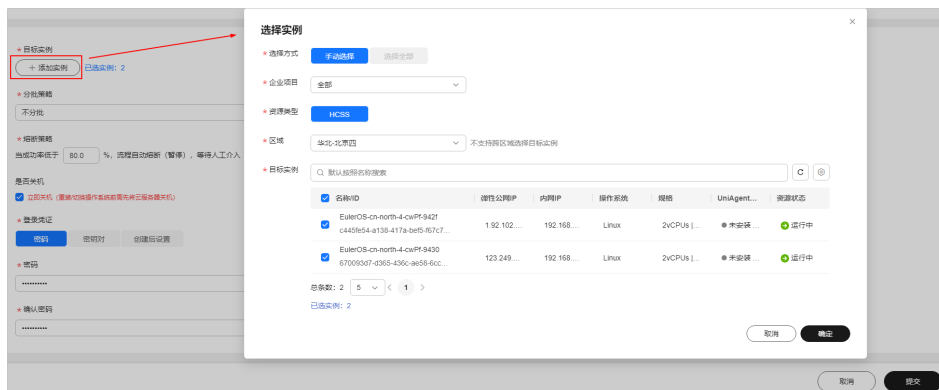 * 目标实例
+ 添加实例 已选实例：2
* 分批策略
不分批
* 熔断策略
当成功率低于 80.0 %，流程自动熔断（暂停），等待人工介入
是否关机
立即关机（重装/切换操作系统前需先将云服务器关机）
* 登录凭证
密码 密钥对 创建后设置
* 密码
••••••••••
* 确认密码
••••••••••
选择实例
* 选择方式 手动选择 选择全部
* 企业项目 全部
* 资源类型 HCSS
* 区域 华北-北京四 不支持跨区域选择目标实例
* 目标实例 默认按照名称搜索
名称/ID 弹性公网IP 内网IP 操作系统 规格 UniAgent... 资源状态
EulerOS-cn-north-4-cwPf-942f
c445fe54-a138-417a-bef5-f67c7... 1.92.102.... 192.168.... Linux 2vCPUs |... 未安装 ... 运行中
EulerOS-cn-north-4-cwPf-9430
670093d7-d365-436c-ae56-6cc... 123.249.... 192.168.... Linux 2vCPUs |... 未安装 ... 运行中
总条数：2 5 < 1 >
已选实例：2
取消 确定
取消 提交